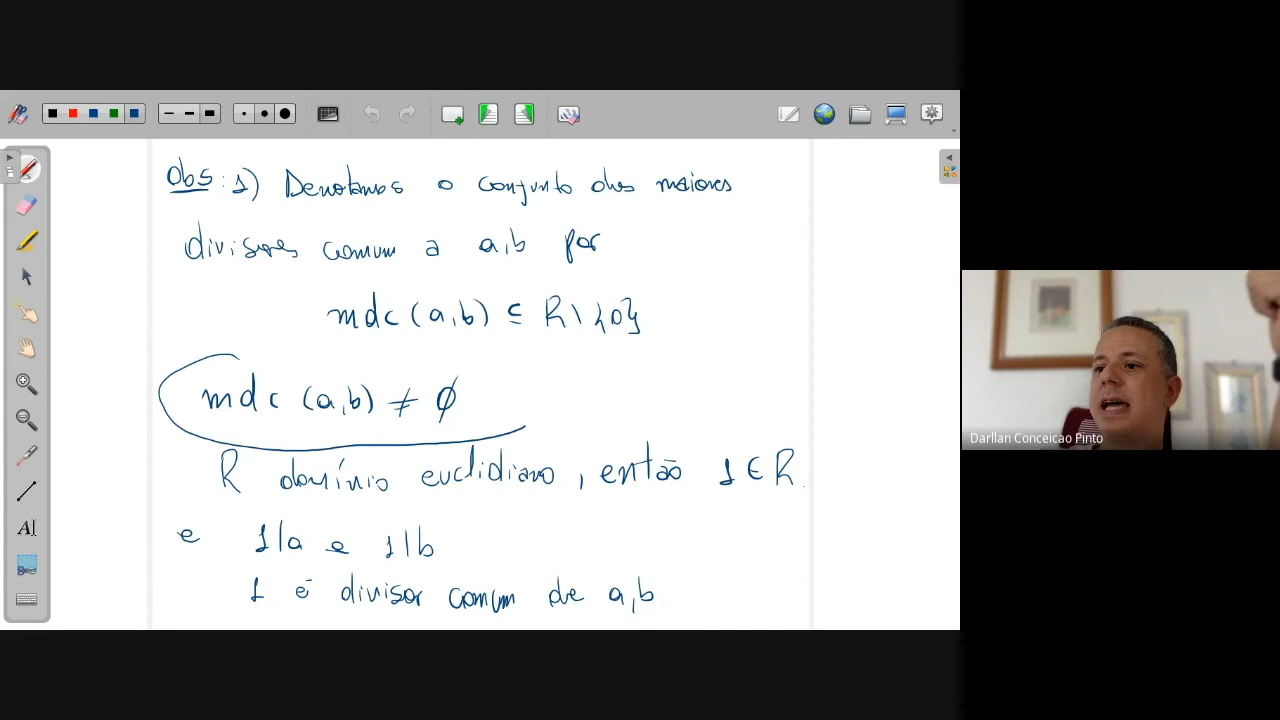 Obs: 1) Denotamos o conjunto dos maiores
divisores comum a a,b por
mdc (a,b) ⊆ R \ {0}
mdc (a,b) ≠ ∅
R domínio euclidiano, então 1 ∈ R.
e 1|a e 1|b
1 é divisor comum de a,b
A
Darllan Conceicao Pinto